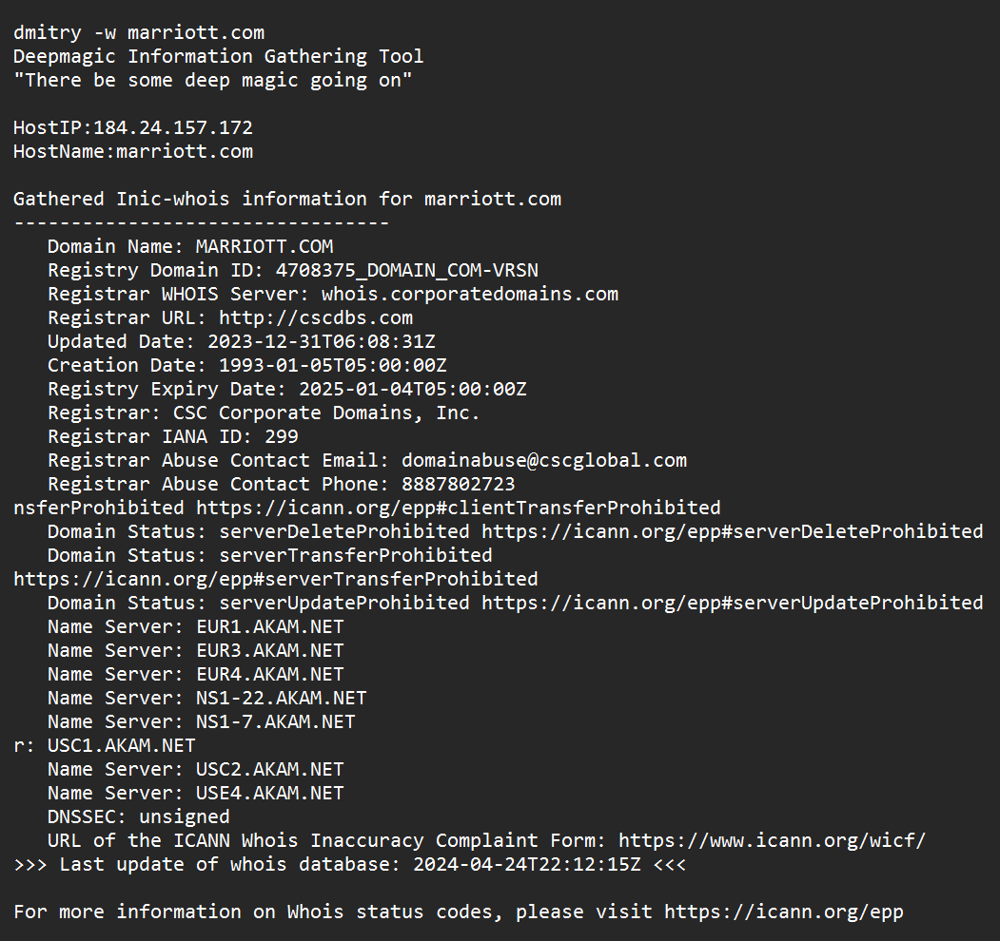 dmitry -w marriott.com
Deepmagic Information Gathering Tool
"There be some deep magic going on"
HostIP:184.24.157.172
HostName:marriott.com
Gathered Inic-whois information for marriott.com
---------------------------------
Domain Name: MARRIOTT.COM
Registry Domain ID: 4708375_DOMAIN_COM-VRSN
Registrar WHOIS Server: whois.corporatedomains.com
Registrar URL: http://cscdbs.com
Updated Date: 2023-12-31T06:08:31Z
Creation Date: 1993-01-05T05:00:00Z
Registry Expiry Date: 2025-01-04T05:00:00Z
Registrar: CSC Corporate Domains, Inc.
Registrar IANA ID: 299
Registrar Abuse Contact Email: domainabuse@cscglobal.com
Registrar Abuse Contact Phone: 8887802723
nsferProhibited https://icann.org/epp#clientTransferProhibited
Domain Status: serverDeleteProhibited https://icann.org/epp#serverDeleteProhibited
Domain Status: serverTransferProhibited
https://icann.org/epp#serverTransferProhibited
Domain Status: serverUpdateProhibited https://icann.org/epp#serverUpdateProhibited
Name Server: EUR1.AKAM.NET
Name Server: EUR3.AKAM.NET
Name Server: EUR4.AKAM.NET
Name Server: NS1-22.AKAM.NET
Name Server: NS1-7.AKAM.NET
r: USC1.AKAM.NET
Name Server: USC2.AKAM.NET
Name Server: USE4.AKAM.NET
DNSSEC: unsigned
URL of the ICANN Whois Inaccuracy Complaint Form: https://www.icann.org/wicf/
>>> Last update of whois database: 2024-04-24T22:12:15Z <<<
For more information on Whois status codes, please visit https://icann.org/epp